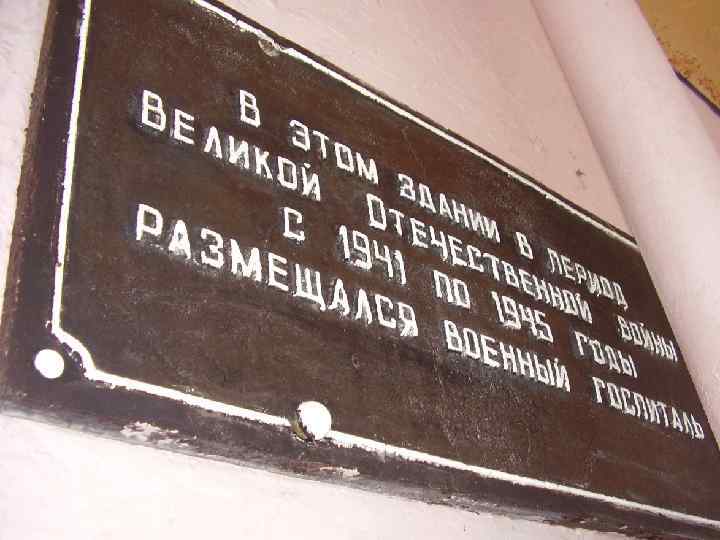 В ЭТОМ ЗДАНИИ В ПЕРИОД
ВЕЛИКОЙ ОТЕЧЕСТВЕННОЙ ВОЙНЫ
С 1941 ПО 1945 ГОДЫ
РАЗМЕЩАЛСЯ ВОЕННЫЙ ГОСПИТАЛЬ